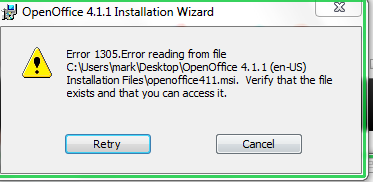 OpenOffice 4.1.1 Installation Wizard
Error 1305.Error reading from file
C:\Users\mark\Desktop\OpenOffice 4.1.1 (en-US)
Installation Files\openoffice411.msi.  Verify that the file
exists and that you can access it.
Retry
Cancel